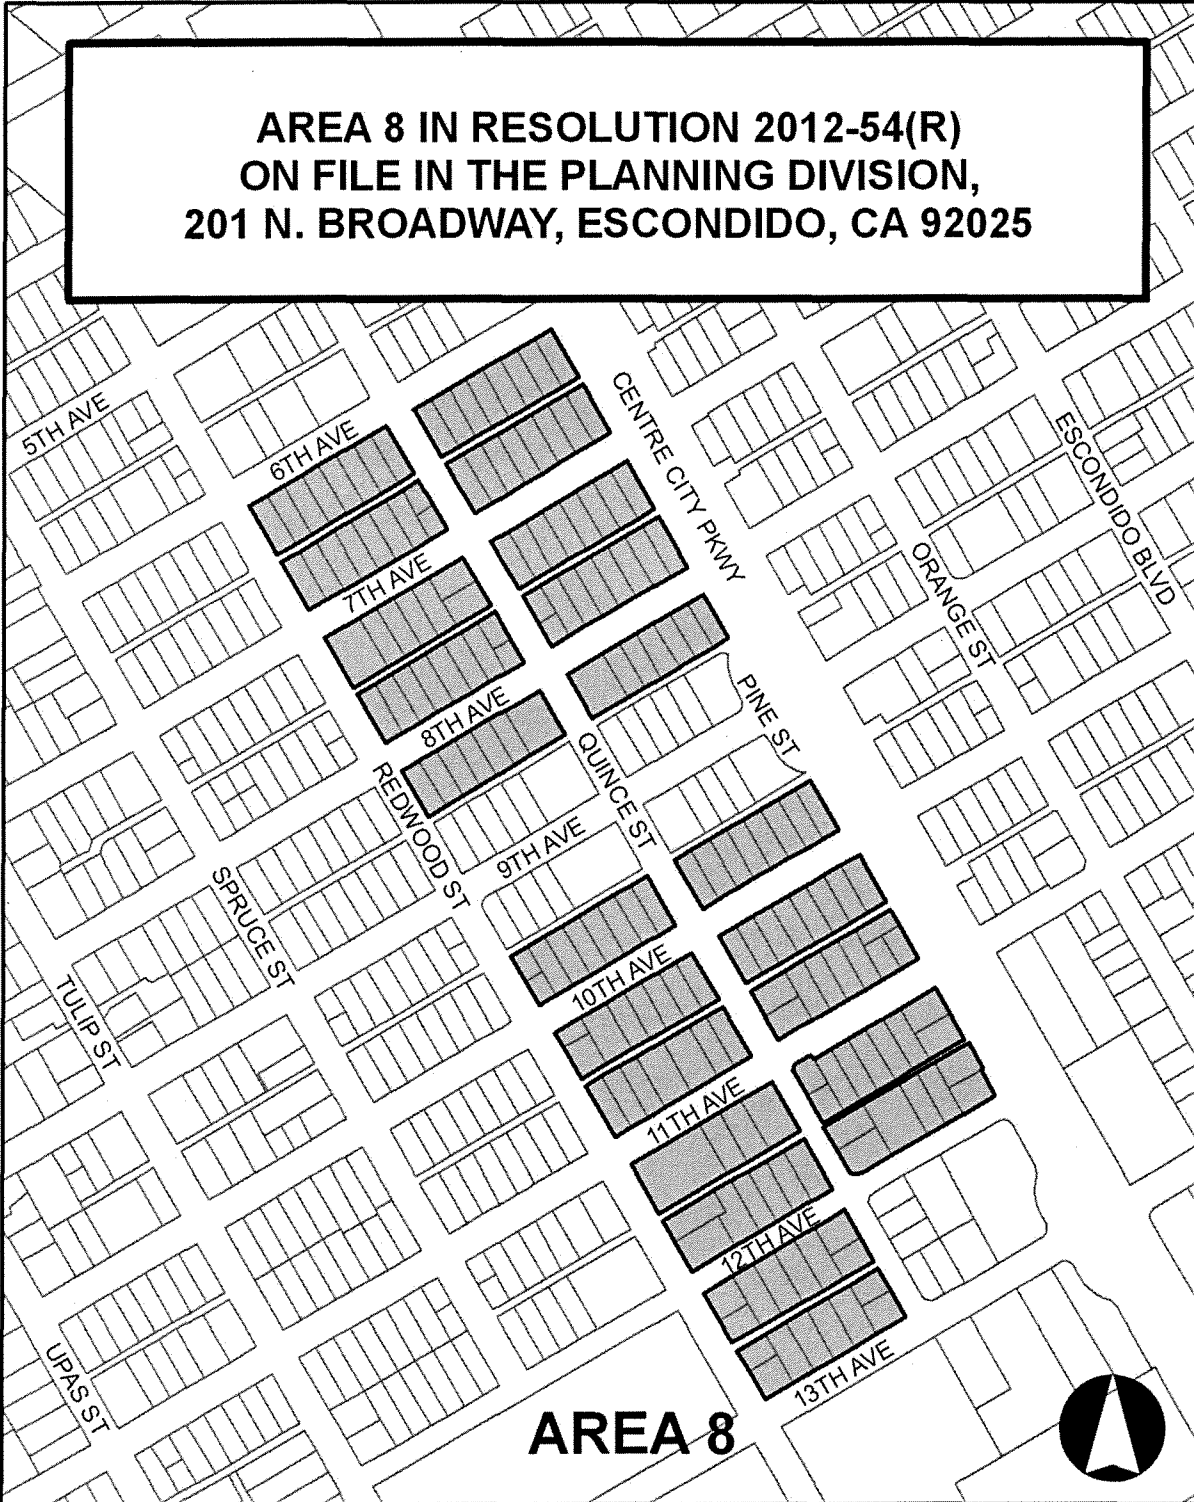 AREA 8 IN RESOLUTION 2012-54(R)
ON FILE IN THE PLANNING DIVISION,
201 N. BROADWAY, ESCONDIDO, CA 92025
5TH AVE
6TH AVE
CENTRE CITY PKWY
ESCONDIDO BLVD
7TH AVE
ORANGE ST
8TH AVE
PINE ST
QUINCE ST
REDWOOD ST
9TH AVE
SPRUCE ST
10TH AVE
TULIP ST
11TH AVE
12TH AVE
UPAS ST
13TH AVE
AREA 8